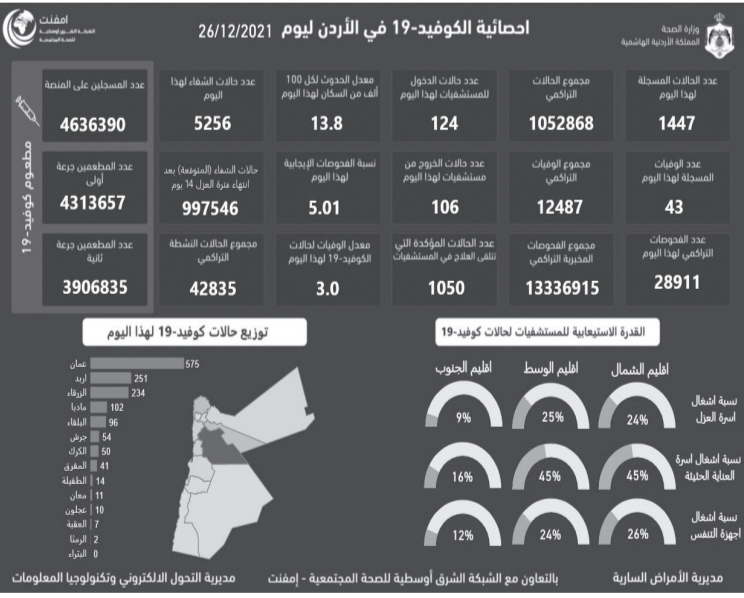 وزارة الصحة
المملكة الأردنية الهاشمية
احصائية الكوفيد-19 في الأردن ليوم 26/12/2021
امفنت
عدد الحالات المسجلة
لهذا اليوم
1447
مجموع الحالات
التراكمي
1052868
عدد حالات الدخول
للمستشفيات لهذا اليوم
124
معدل الحدوث لكل 100
ألف من السكان لهذا اليوم
13.8
عدد حالات الشفاء لهذا
اليوم
5256
عدد المسجلين على المنصة
4636390
عدد الوفيات
المسجلة لهذا اليوم
43
مجموع الوفيات
التراكمي
12487
عدد حالات الخروج من
مستشفيات لهذا اليوم
106
نسبة الفحوصات الإيجابية
لهذا اليوم
5.01
حالات الشفاء (المتوقعة) بعد
انتهاء فترة العزل 14 يوم
997546
عدد المطعمين جرعة
أولى
4313657
عدد الفحوصات
التراكمي لهذا اليوم
28911
مجموع الفحوصات
المخبرية التراكمي
13336915
عدد الحالات المؤكدة التي
تتلقى العلاج في المستشفيات
1050
معدل الوفيات لحالات
الكوفيد-19 لهذا اليوم
3.0
مجموع الحالات النشطة
التراكمي
42835
عدد المطعمين جرعة
ثانية
3906835
مطعوم كوفيد-19
القدرة الاستيعابية للمستشفيات لحالات كوفيد-19
اقليم الشمال
اقليم الوسط
اقليم الجنوب
نسبة اشغال
اسرة العزل
24%
25%
9%
نسبة اشغال اسرة
العناية الحثيثة
45%
45%
16%
نسبة اشغال
اجهزة التنفس
26%
24%
12%
توزيع حالات كوفيد-19 لهذا اليوم
عمان 575
اربد 251
الزرقاء 234
مادبا 102
البلقاء 96
جرش 54
الكرك 50
المفرق 41
الطفيلة 14
معان 11
عجلون 10
العقبة 7
الرمثا 2
البتراء 0
مديرية الأمراض السارية
بالتعاون مع الشبكة الشرق أوسطية للصحة المجتمعية - إمفنت
مديرية التحول الالكتروني وتكنولوجيا المعلومات